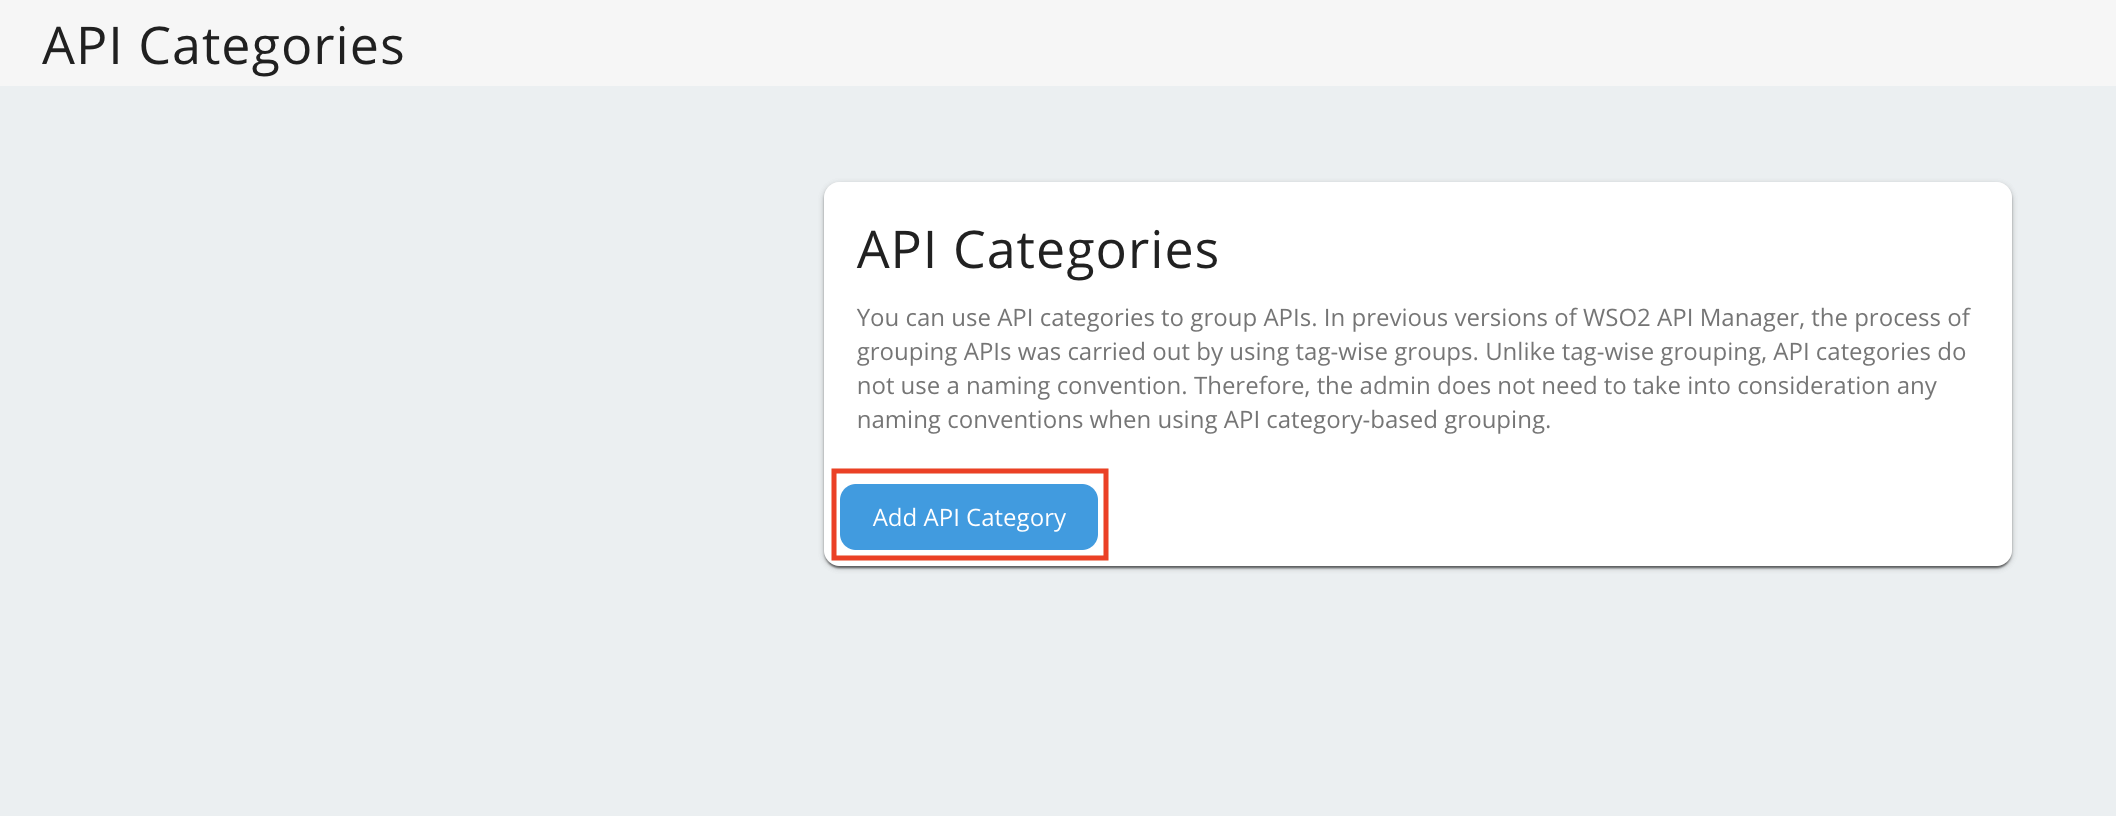 API Categories
API Categories
You can use API categories to group APIs. In previous versions of WSO2 API Manager, the process of
grouping APIs was carried out by using tag-wise groups. Unlike tag-wise grouping, API categories do
not use a naming convention. Therefore, the admin does not need to take into consideration any
naming conventions when using API category-based grouping.
Add API Category